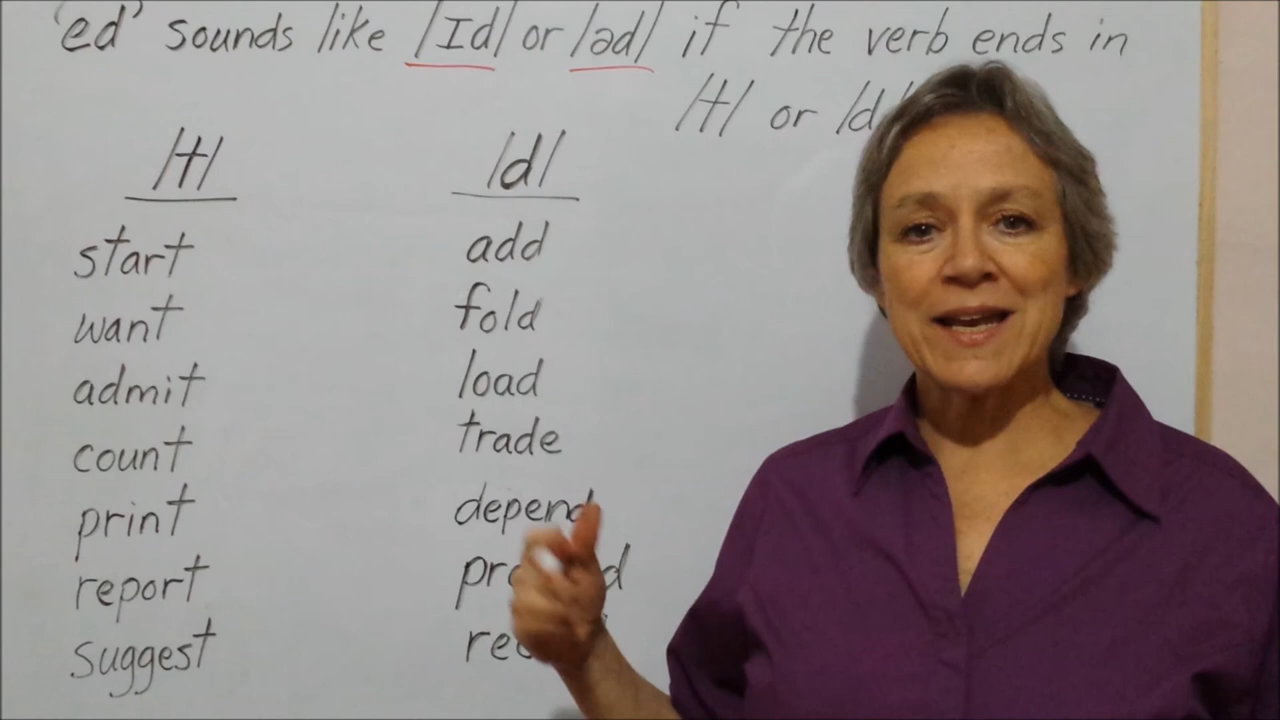 'ed' sounds like /Id/ or /əd/ if the verb ends in
/t/ or /d/
/t/ /d/
start add
want fold
admit load
count trade
print depend
report
suggest